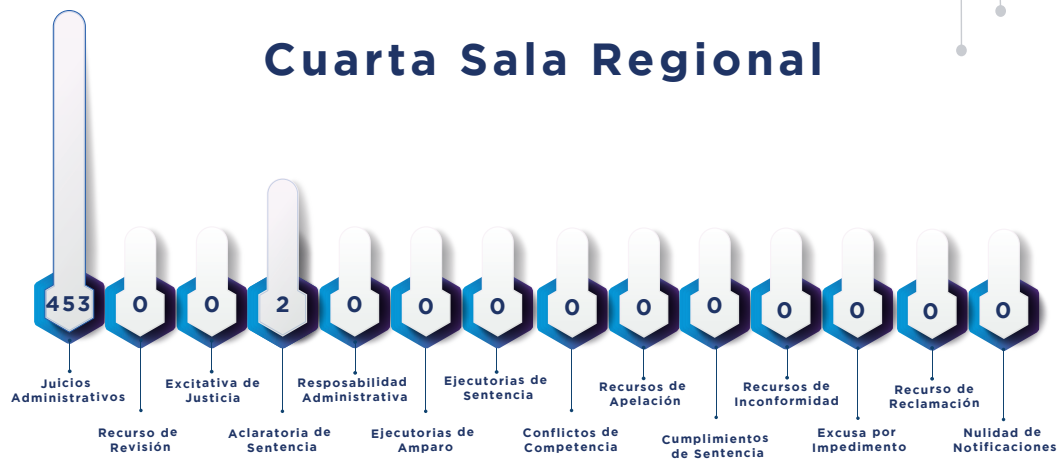 Cuarta Sala Regional
453
0
0
2
0
0
0
0
0
0
0
0
0
0
Juicios
Administrativos
Recurso de
Revisión
Excitativa de
Justicia
Aclaratoria de
Sentencia
Resposabilidad
Administrativa
Ejecutorias de
Amparo
Ejecutorias de
Sentencia
Conflictos de
Competencia
Recursos de
Apelación
Cumplimientos
de Sentencia
Recursos de
Inconformidad
Excusa por
Impedimento
Recurso de
Reclamación
Nulidad de
Notificaciones